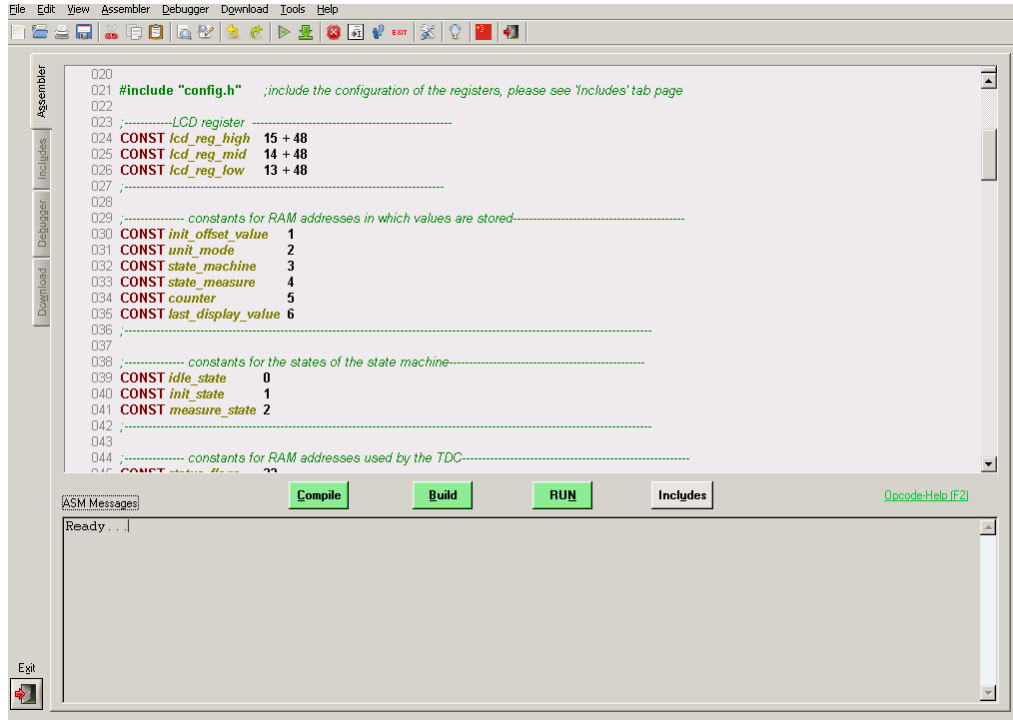 File Edit View Assembler Debugger Download Tools Help
EXIT
Assembler
Includes
Debugger
Download
020
021 #include "config.h" ;include the configuration of the registers, please see 'Includes' tab page
022
023 ;------------LCD register --------------------------------------------------
024 CONST lcd_reg_high 15 + 48
025 CONST lcd_reg_mid 14 + 48
026 CONST lcd_reg_low 13 + 48
027 ;--------------------------------------------------------------------------------
028
029 ;--------------- constants for RAM addresses in which values are stored-------------------------------------------
030 CONST init_offset_value 1
031 CONST unit_mode 2
032 CONST state_machine 3
033 CONST state_measure 4
034 CONST counter 5
035 CONST last_display_value 6
036 ;------------------------------------------------------------------------------------------------------------------------------------
037
038 ;--------------- constants for the states of the state machine-------------------------------------------------
039 CONST idle_state 0
040 CONST init_state 1
041 CONST measure_state 2
042 ;------------------------------------------------------------------------------------------------------------------------------------
043
044 ;--------------- constants for RAM addresses used by the TDC---------------------------------------------------------
045 CONST status_flags 22
Compile Build RUN Includes Opcode-Help (F2)
ASM Messages
Ready...
Exit